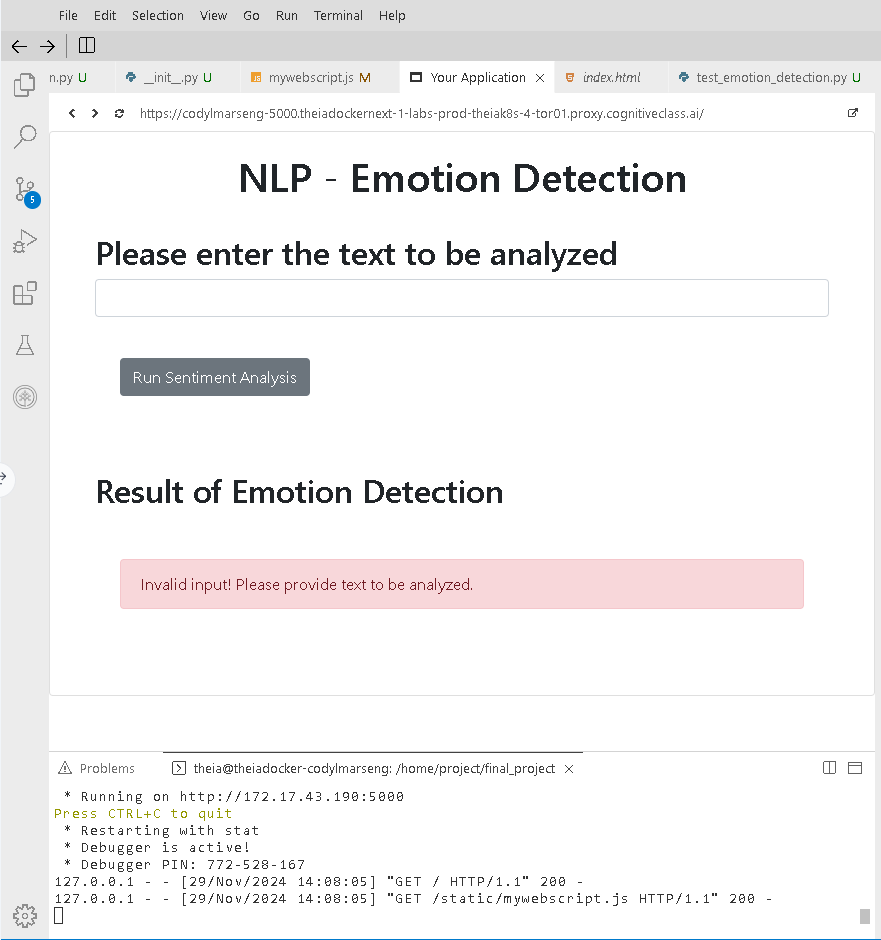 File Edit Selection View Go Run Terminal Help
n.py U __init__.py U mywebscript.js M Your Application index.html test_emotion_detection.py U
https://codylmarseng-5000.theiadockernext-1-labs-prod-theiak8s-4-tor01.proxy.cognitiveclass.ai/
NLP - Emotion Detection
Please enter the text to be analyzed
5
Run Sentiment Analysis
Result of Emotion Detection
Invalid input! Please provide text to be analyzed.
Problems theia@theiadocker-codylmarseng: /home/project/final_project
* Running on http://172.17.43.190:5000
Press CTRL+C to quit
* Restarting with stat
* Debugger is active!
* Debugger PIN: 772-528-167
127.0.0.1 - - [29/Nov/2024 14:08:05] "GET / HTTP/1.1" 200 -
127.0.0.1 - - [29/Nov/2024 14:08:05] "GET /static/mywebscript.js HTTP/1.1" 200 -